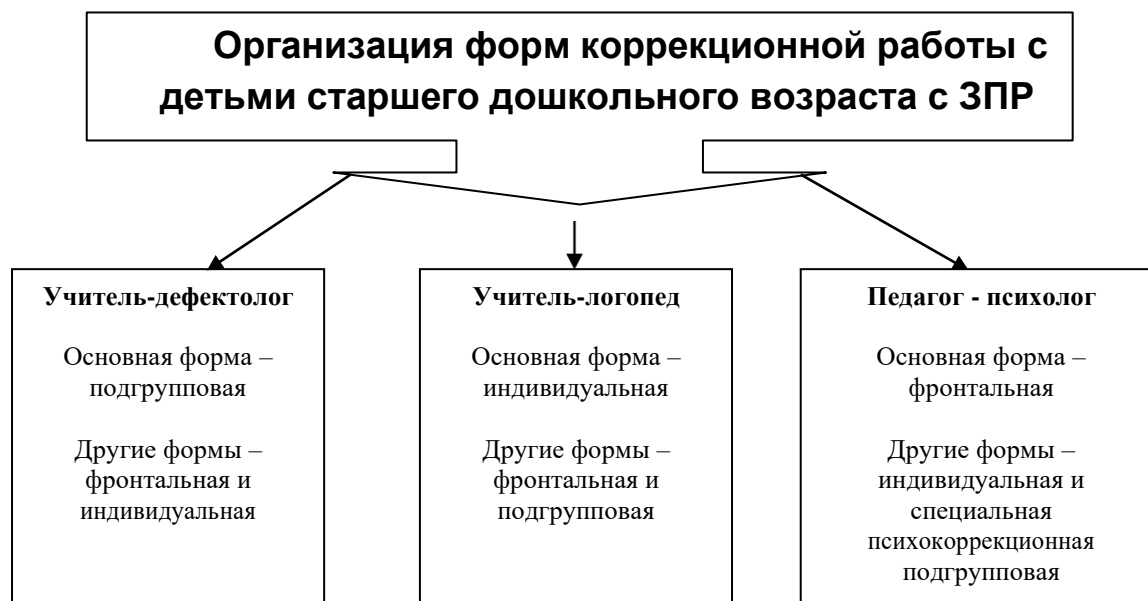 Организация форм коррекционной работы с
детьми старшего дошкольного возраста с ЗПР
Учитель-дефектолог
Основная форма –
подгрупповая
Другие формы –
фронтальная и
индивидуальная
Учитель-логопед
Основная форма –
индивидуальная
Другие формы –
фронтальная и
подгрупповая
Педагог - психолог
Основная форма –
фронтальная
Другие формы –
индивидуальная и
специальная
психокоррекционная
подгрупповая